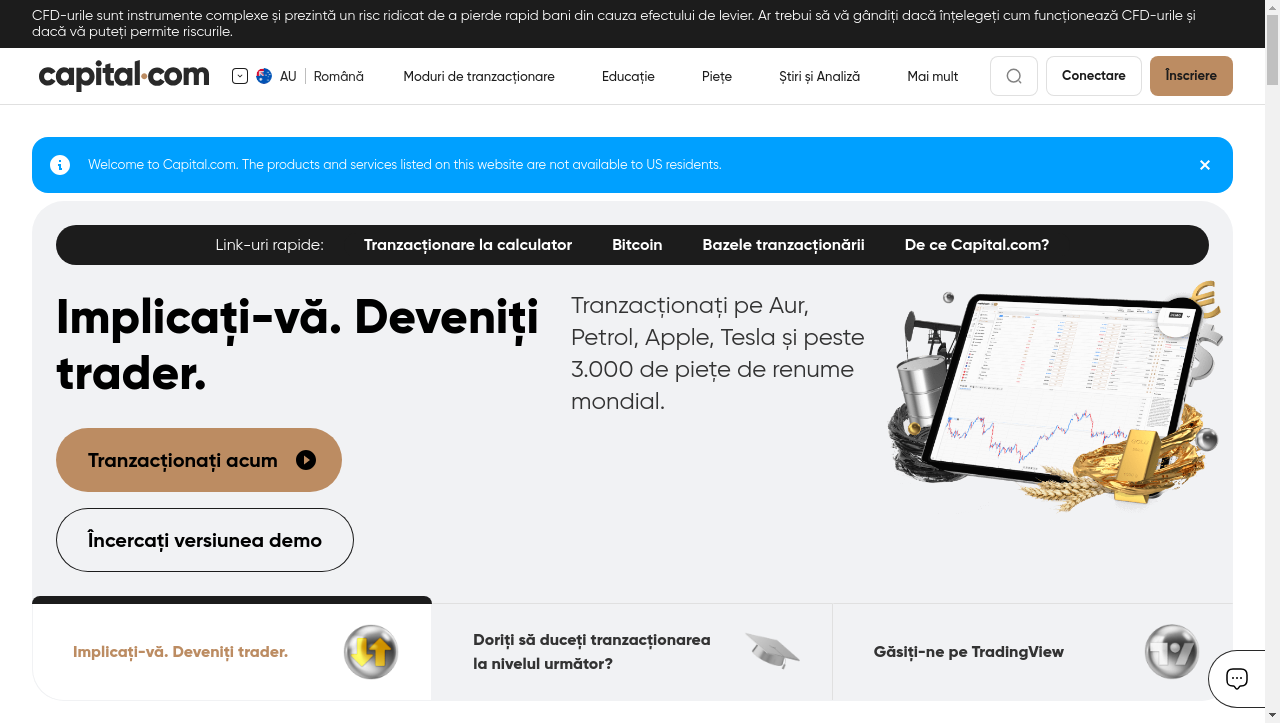 CFD-urile sunt instrumente complexe și prezintă un risc ridicat de a pierde rapid bani din cauza efectului de levier. Ar trebui să vă gândiți dacă înțelegeți cum funcționează CFD-urile și
dacă vă puteți permite riscurile.
capital.com
AU
Română
Moduri de tranzacționare
Educație
Piețe
Știri și Analiză
Mai mult
Conectare
Înscriere
Welcome to Capital.com. The products and services listed on this website are not available to US residents.
Link-uri rapide:
Tranzacționare la calculator
Bitcoin
Bazele tranzacționării
De ce Capital.com?
Implicați-vă. Deveniți
trader.
Tranzacționați pe Aur,
Petrol, Apple, Tesla și peste
3.000 de piețe de renume
mondial.
Tranzacționați acum
Încercați versiunea demo
Implicați-vă. Deveniți trader.
Doriți să duceți tranzacționarea
la nivelul următor?
Găsiți-ne pe TradingView